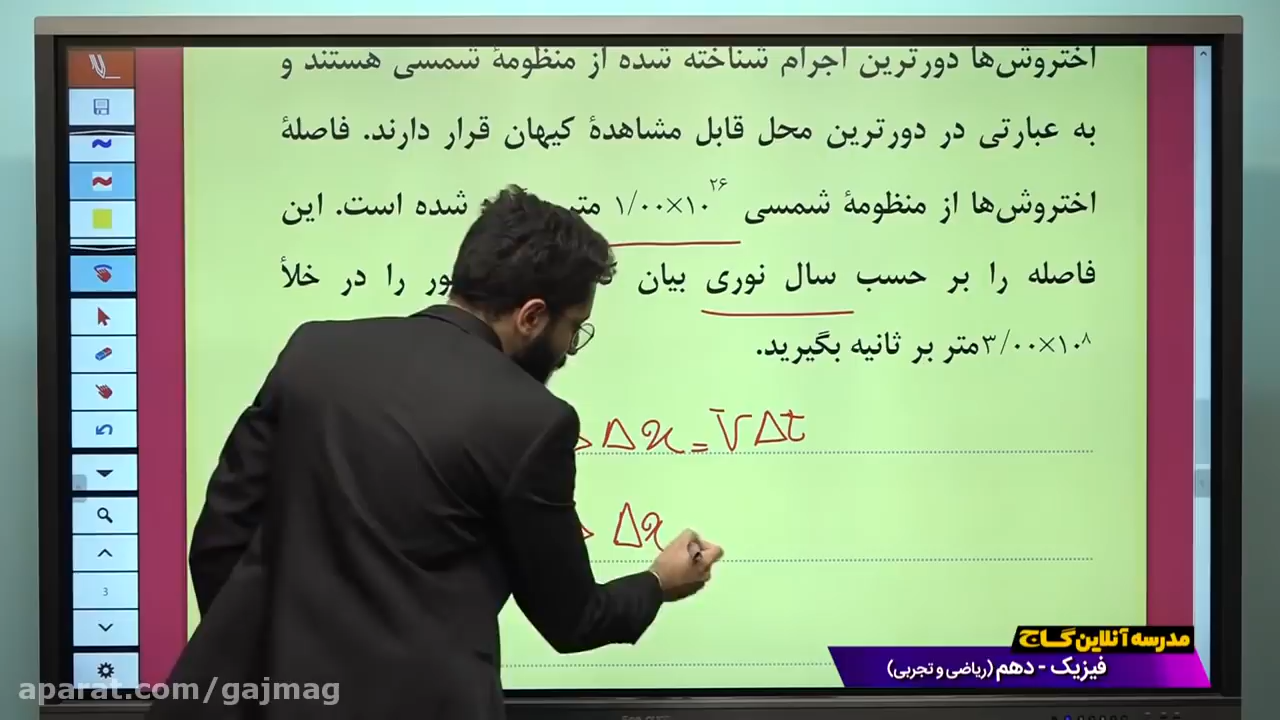 اختروش‌ها دورترین اجرام شناخته شده از منظومهٔ شمسی هستند و
به عبارتی در دورترین محل قابل مشاهدهٔ کیهان قرار دارند. فاصلهٔ
اختروش‌ها از منظومهٔ شمسی ۱/۰۰×۱۰^۲۶ متر شده است. این
فاصله را بر حسب سال نوری بیان را در خلأ
۳/۰۰×۱۰^۸ متر بر ثانیه بگیرید.
Δx = V̄Δt
Δx
3
مدرسه آنلاین گاج
فیزیک - دهم (ریاضی و تجربی)
aparat.com/gajmag